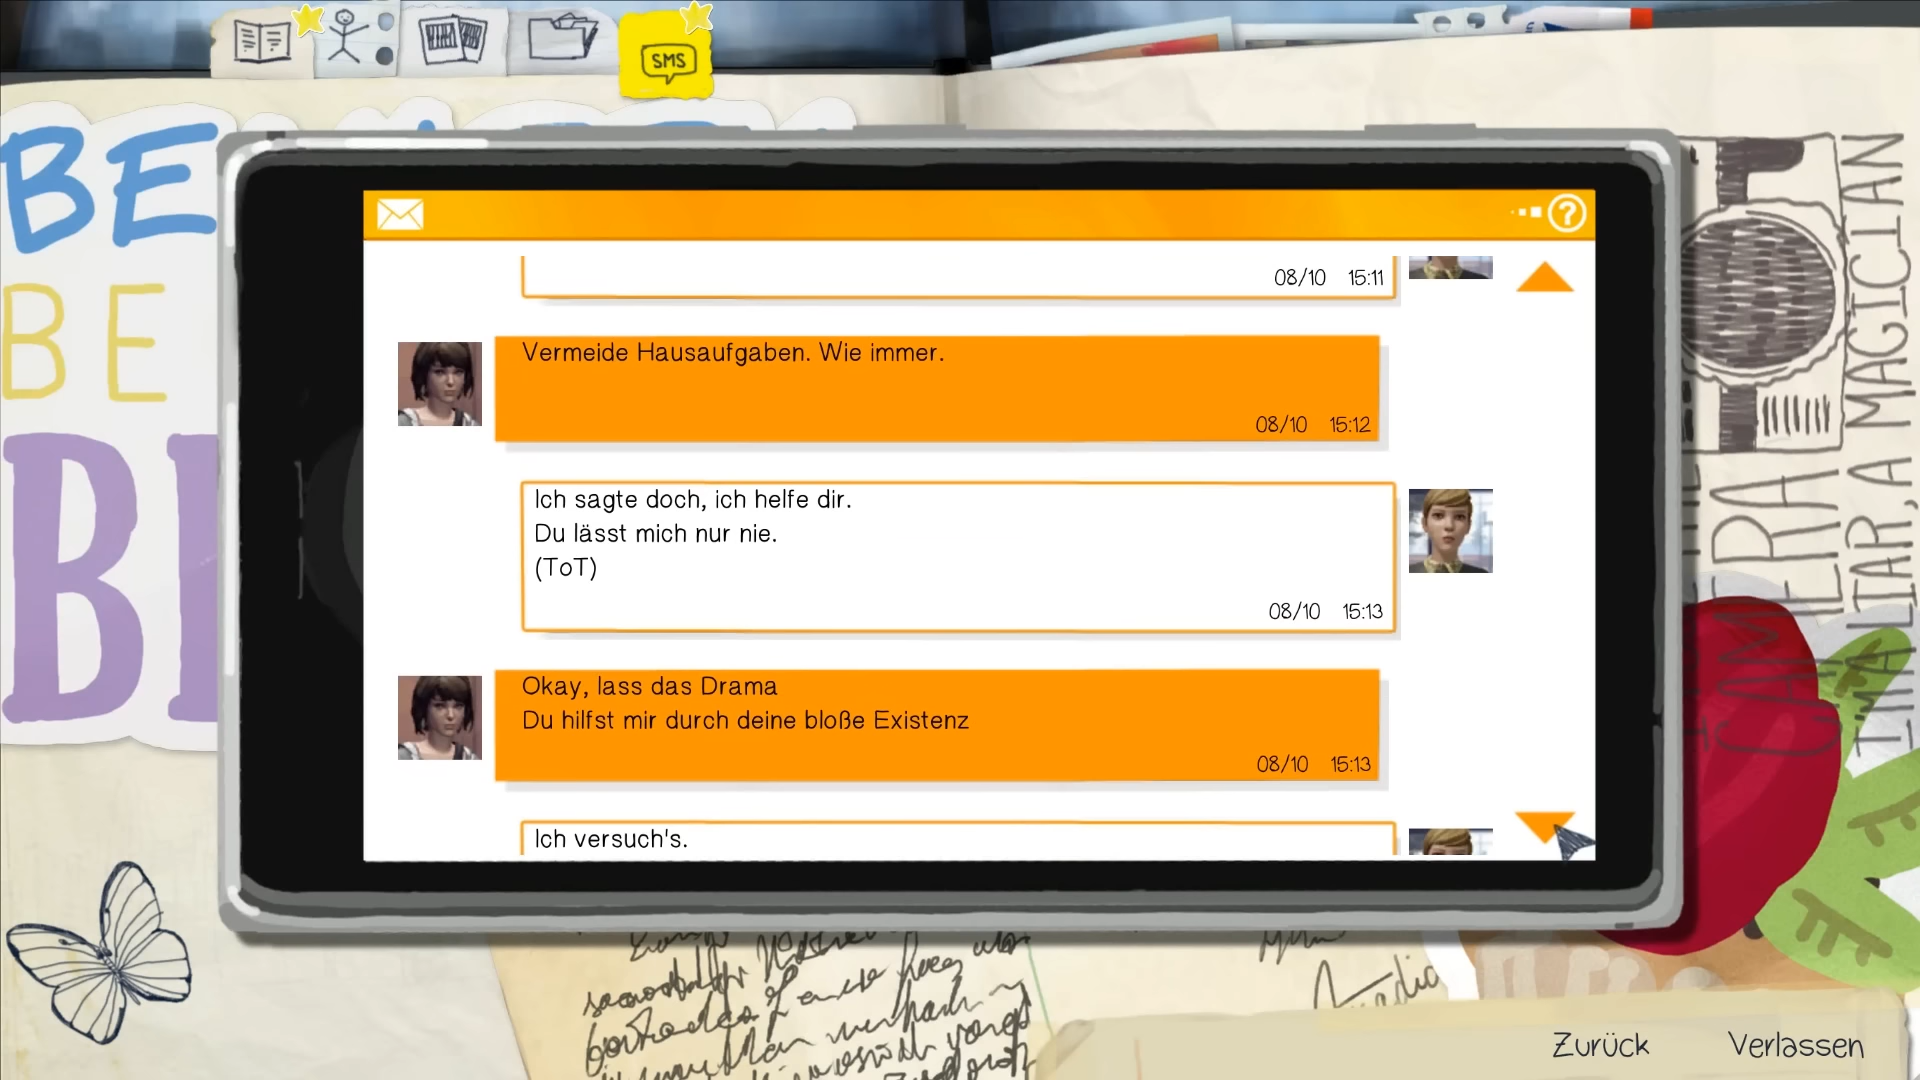 SMS
BE
BE
08/10 15:11
Vermeide Hausaufgaben. Wie immer.
08/10 15:12
Ich sagte doch, ich helfe dir.
Du lässt mich nur nie.
(ToT)
08/10 15:13
Okay, lass das Drama
Du hilfst mir durch deine bloße Existenz
08/10 15:13
Ich versuch's.
CAMERA
I'M A LIAR, A MAGICIAN
Zurück
Verlassen